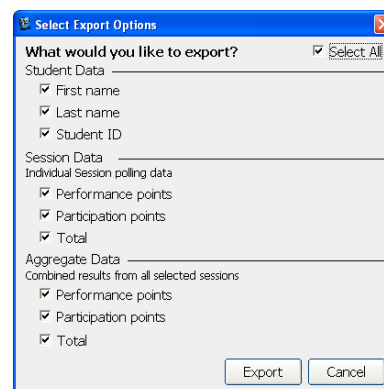 Select Export Options
What would you like to export? Select All
Student Data
First name
Last name
Student ID
Session Data
Individual Session polling data
Performance points
Participation points
Total
Aggregate Data
Combined results from all selected sessions
Performance points
Participation points
Total
Export Cancel